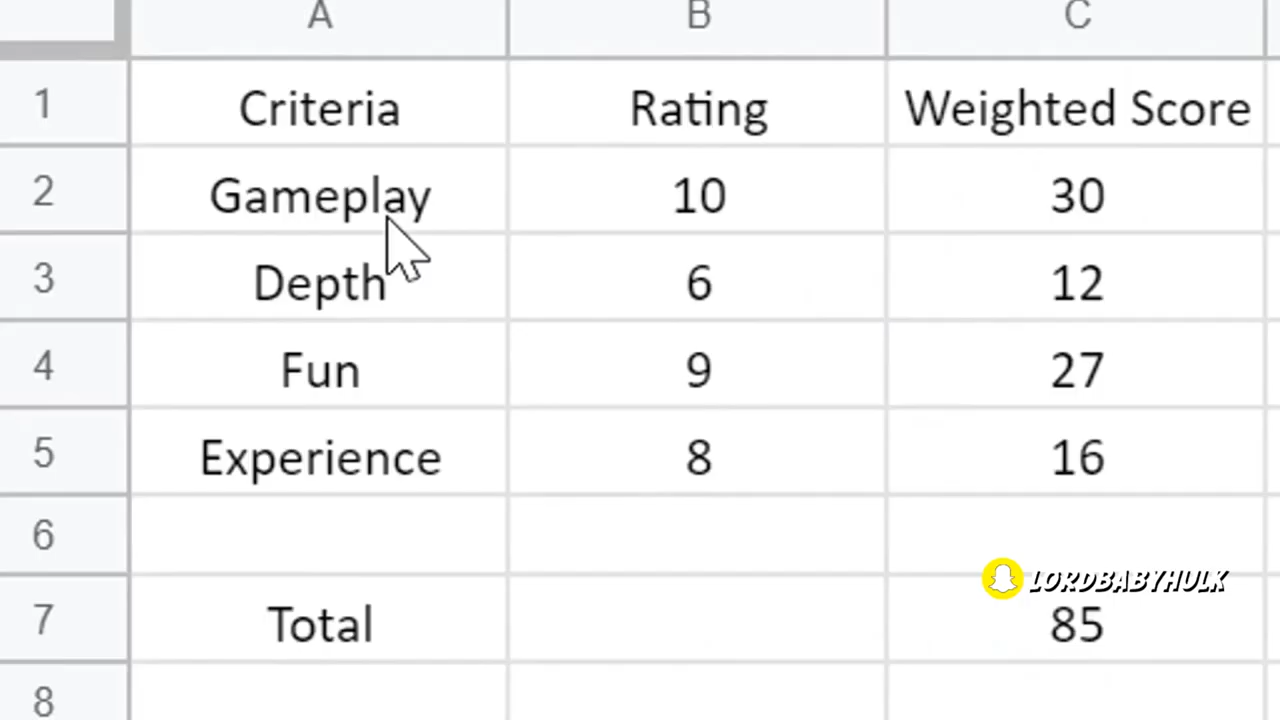 A B C
1 Criteria Rating Weighted Score
2 Gameplay 10 30
3 Depth 6 12
4 Fun 9 27
5 Experience 8 16
6
LORDBABYHULK
7 Total 85
8